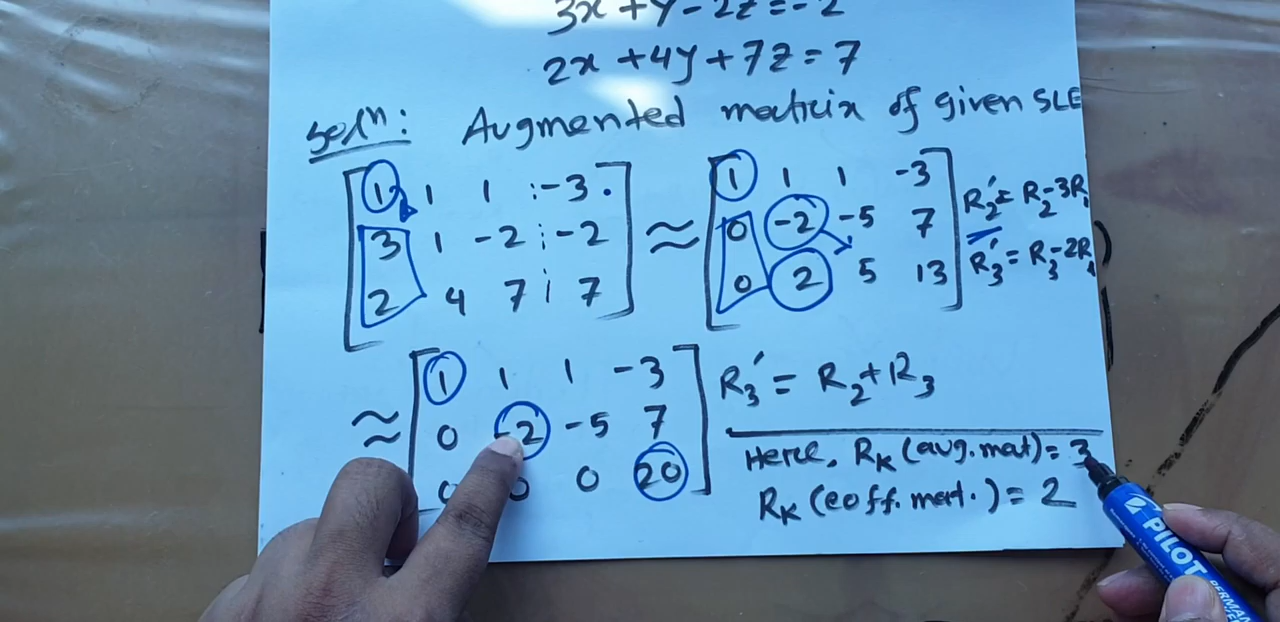 3x + y - 2z = - 2
2x + 4y + 7z = 7
Soln: Augmented matrix of given SLE
1 1 1 : -3 .
3 1 -2 : -2
2 4 7 : 7
≈
1 1 1 -3
0 -2 -5 7
0 2 5 13
R2' = R2 - 3R1
R3' = R3 - 2R1
≈
1 1 1 -3
0 -2 -5 7
0 0 0 20
R3' = R2 + R3
Here, RK (aug. mat) = 3
RK (coff. mat.) = 2
PILOT